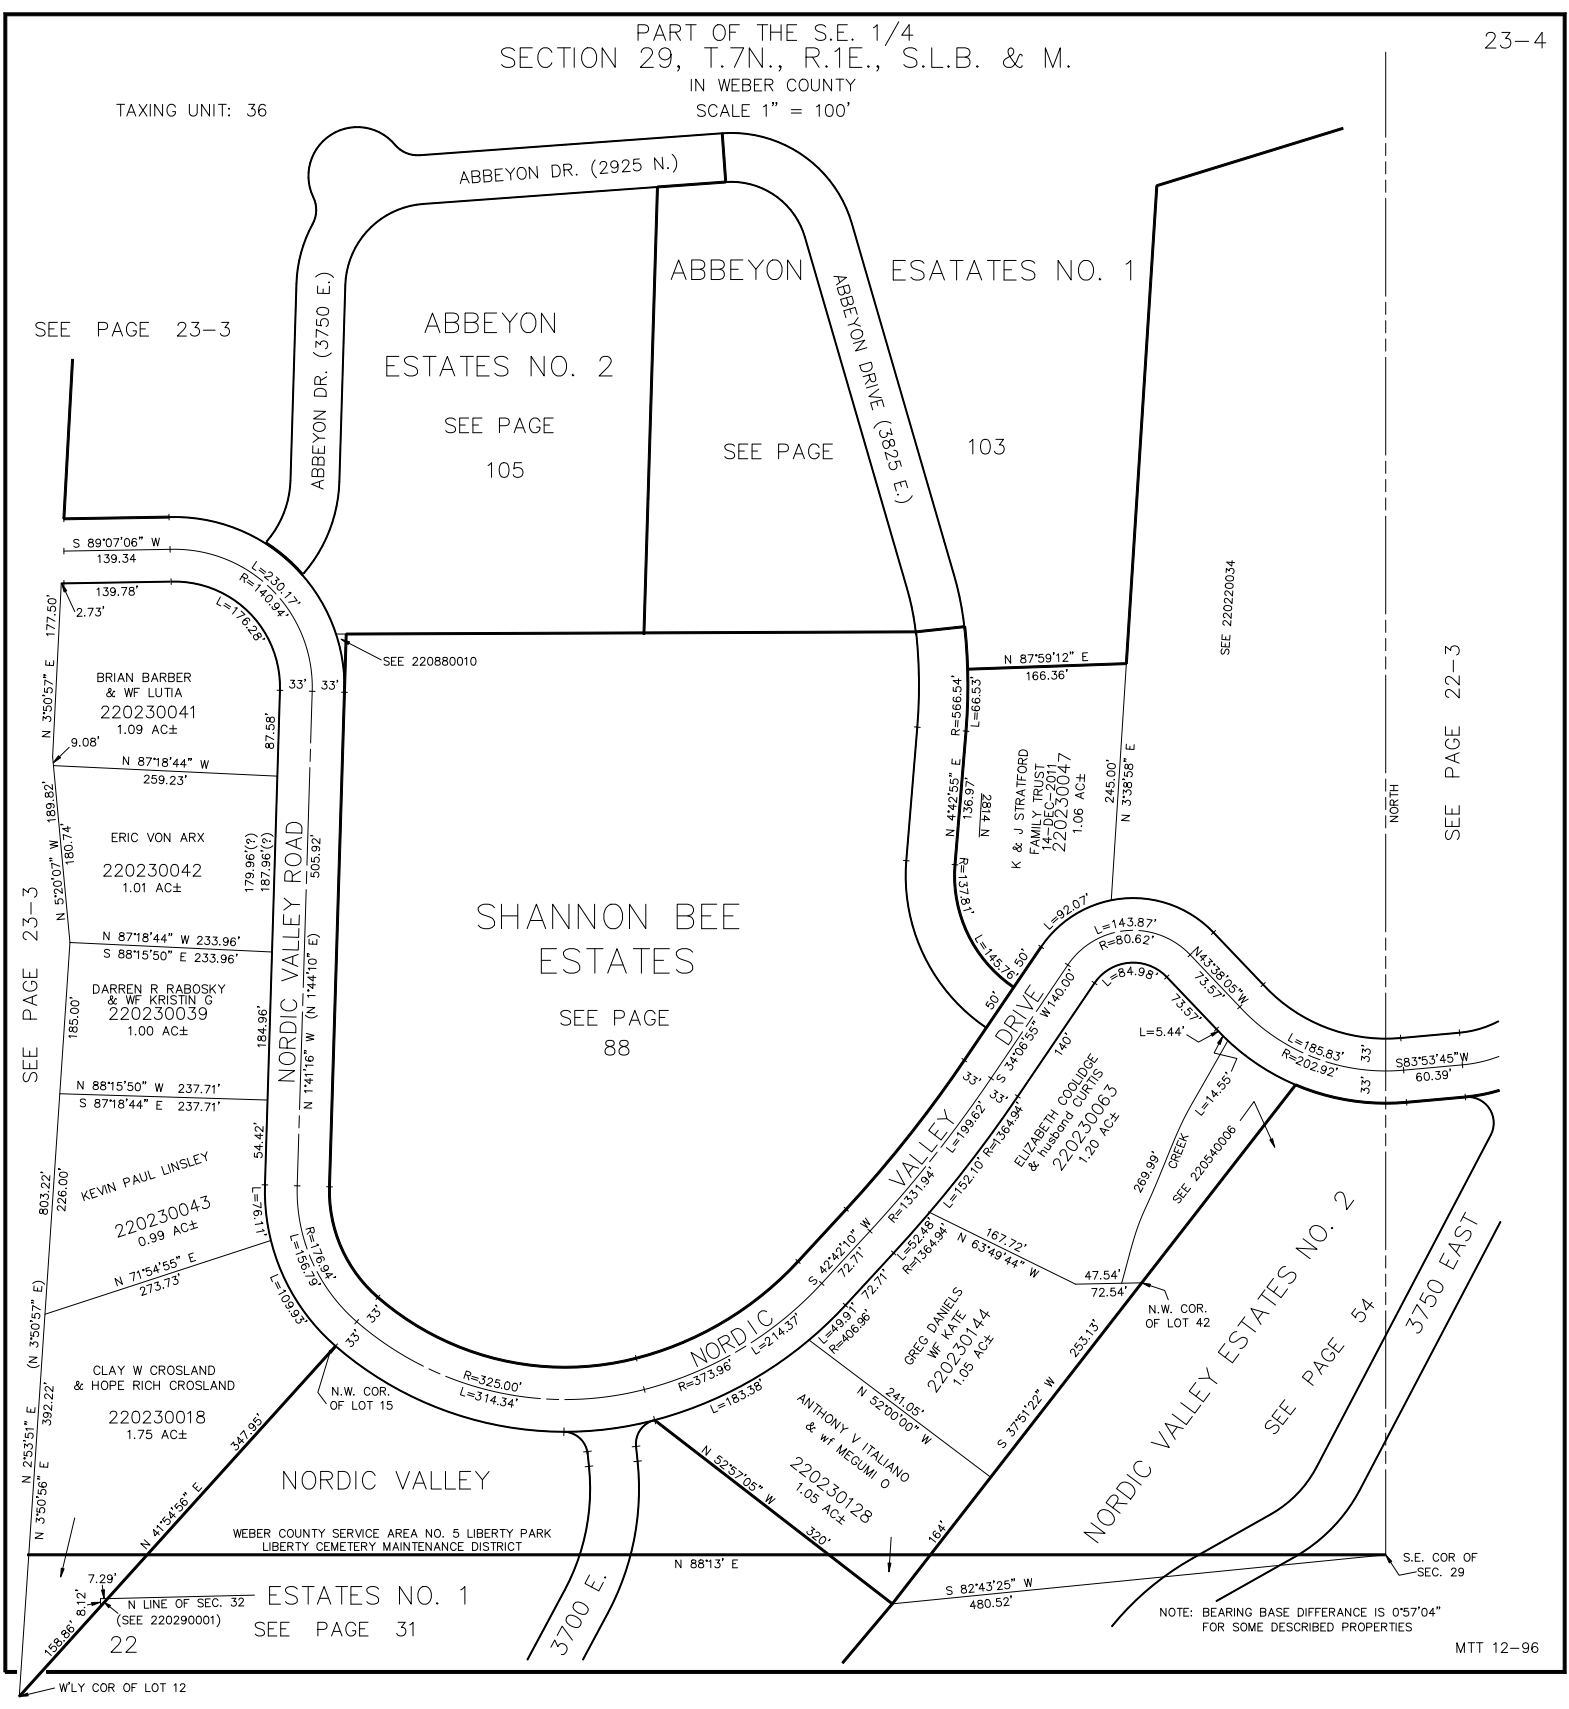 PART OF THE S.E. 1/4
SECTION 29, T.7N., R.1E., S.L.B. & M.
IN WEBER COUNTY
SCALE 1" = 100'
23-4
TAXING UNIT: 36
ABBEYON DR. (2925 N.)
ABBEYON DR. (3750 E.)
ABBEYON DRIVE (3825 E.)
SEE PAGE 23-3
ABBEYON
ESTATES NO. 2
SEE PAGE
105
ABBEYON ESATATES NO. 1
SEE PAGE 103
SEE 220220034
SEE PAGE 22-3
NORTH
S 89°07'06" W
139.34
139.78'
2.73'
L=230.17'
R=140.94'
L=176.28'
177.50'
N 3°50'57" E
SEE 220880010
33' 33'
BRIAN BARBER
& WF LUTIA
220230041
1.09 AC±
87.58'
9.08'
N 87°18'44" W
259.23'
189.82'
180.74'
N 5°20'07" W
ERIC VON ARX
220230042
1.01 AC±
179.96'(?)
187.96'(?)
505.92'
NORDIC VALLEY ROAD
N 1°41'16" W (N 1°44'10" E)
N 87°18'44" W 233.96'
S 88°15'50" E 233.96'
SEE PAGE 23-3
DARREN R RABOSKY
& WF KRISTIN G
220230039
1.00 AC±
185.00'
184.96'
N 88°15'50" W 237.71'
S 87°18'44" E 237.71'
54.42'
KEVIN PAUL LINSLEY
220230043
0.99 AC±
803.22'
226.00'
L=76.11'
N 71°54'55" E
273.73'
R=176.94'
L=156.79'
L=109.93'
33'
33'
(N 3°50'57" E)
CLAY W CROSLAND
& HOPE RICH CROSLAND
220230018
1.75 AC±
392.22'
N 2°53'51" E
N 3°50'56" E
347.95'
N 41°54'56" E
N.W. COR.
OF LOT 15
SHANNON BEE
ESTATES
SEE PAGE
88
N 87°59'12" E
166.36'
R=566.54'
L=66.53'
N 4°42'55" E
136.97'
2814 N
K & J STRATFORD
FAMILY TRUST
14-DEC-2011
220230047
1.06 AC±
245.00'
N 3°38'58" E
R=137.81'
L=145.76'
50'
50'
L=92.07'
L=143.87'
R=80.62'
L=84.98'
N43°38'05"W
73.57'
73.57'
L=5.44'
L=185.83'
R=202.92'
33'
33'
S83°53'45"W
60.39'
NORDIC VALLEY DRIVE
S 34°06'55" W 140.00'
140'
33'
33'
L=199.62'
R=1331.94'
R=1364.94'
L=152.10'
ELIZABETH COOLIDGE
& husband CURTIS
220230063
1.20 AC±
L=14.55'
269.99'
CREEK
SEE 220540006
L=52.48'
R=1364.94'
167.72'
N 63°49'44" W
47.54'
72.54'
N.W. COR.
OF LOT 42
S 42°42'10" W
72.71'
72.71'
L=49.91'
R=406.96'
GREG DANIELS
WF KATE
220230144
1.05 AC±
253.13'
S 37°51'22" W
241.05'
N 52°00'00" W
R=373.96'
L=214.37'
L=183.38'
R=325.00'
L=314.34'
ANTHONY V ITALIANO
& wf MEGUMI O
220230128
1.05 AC±
N 52°57'05" W
320'
164'
NORDIC VALLEY ESTATES NO. 2
SEE PAGE 54
3750 EAST
NORDIC VALLEY
WEBER COUNTY SERVICE AREA NO. 5 LIBERTY PARK
LIBERTY CEMETERY MAINTENANCE DISTRICT
N 88°13' E
S.E. COR OF
SEC. 29
S 82°43'25" W
480.52'
7.29'
8.12'
N LINE OF SEC. 32
(SEE 220290001)
22
158.86'
ESTATES NO. 1
SEE PAGE 31
3700 E.
NOTE: BEARING BASE DIFFERANCE IS 0°57'04"
FOR SOME DESCRIBED PROPERTIES
MTT 12-96
W'LY COR OF LOT 12